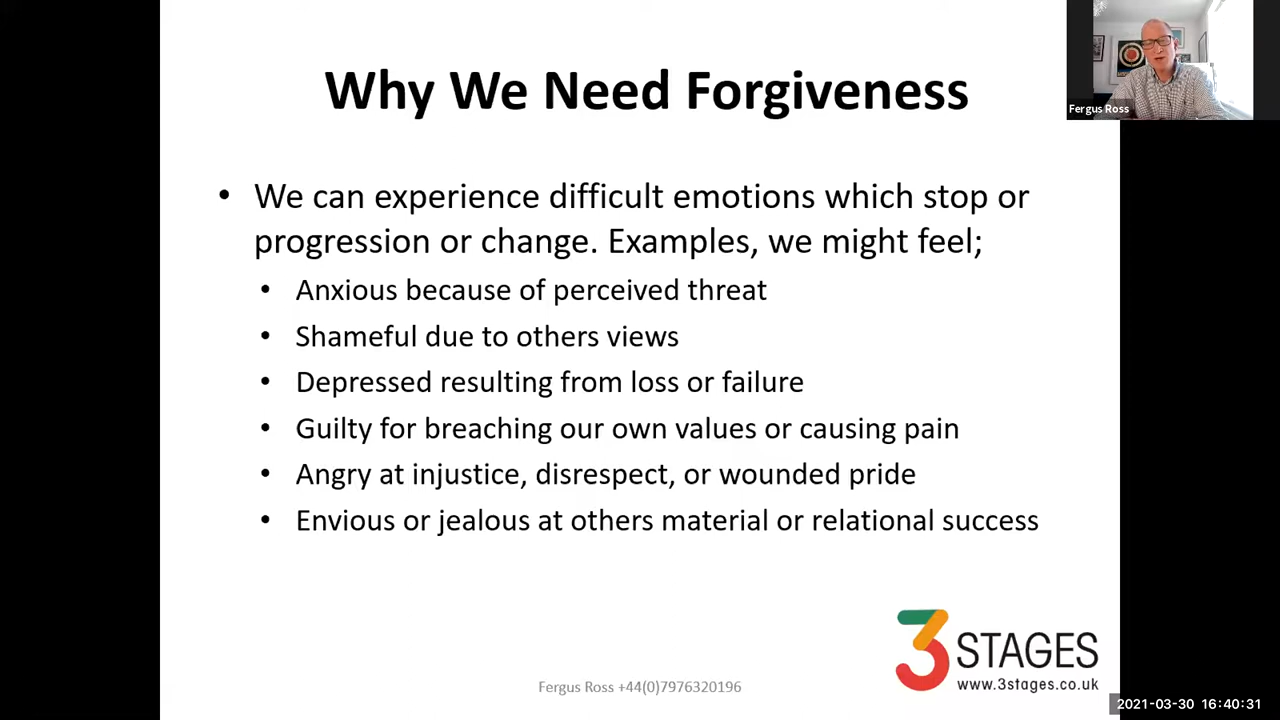 Why We Need Forgiveness
Fergus Ross
• We can experience difficult emotions which stop or
progression or change. Examples, we might feel;
• Anxious because of perceived threat
• Shameful due to others views
• Depressed resulting from loss or failure
• Guilty for breaching our own values or causing pain
• Angry at injustice, disrespect, or wounded pride
• Envious or jealous at others material or relational success
3 STAGES
www.3stages.co.uk
Fergus Ross +44(0)7976320196
2021-03-30 16:40:31